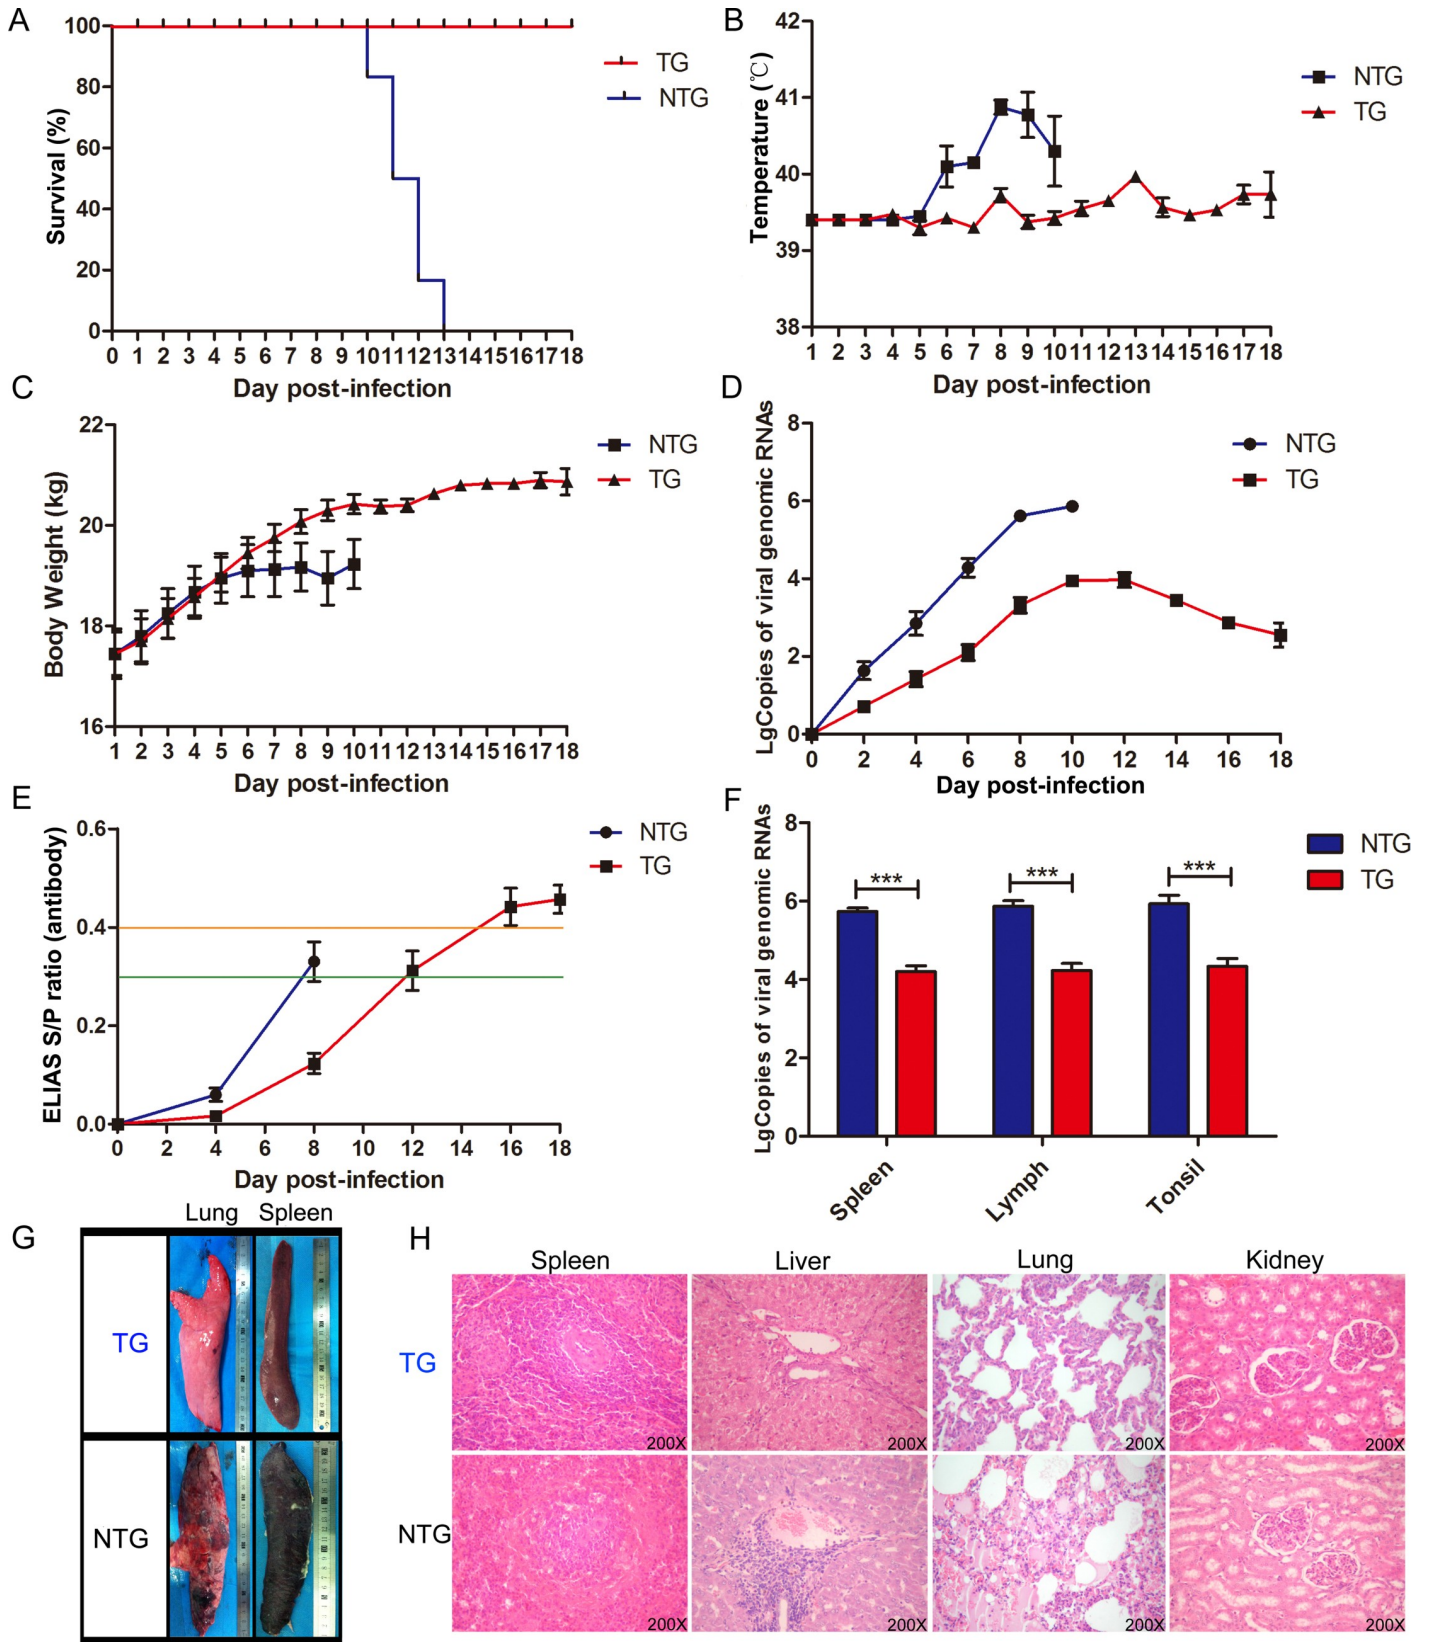 A
Survival (%)
100
80
60
40
20
0
0 1 2 3 4 5 6 7 8 9 10 11 12 13 14 15 16 17 18
Day post-infection
TG
NTG
B
Temperature (℃)
42
41
40
39
38
1 2 3 4 5 6 7 8 9 10 11 12 13 14 15 16 17 18
Day post-infection
NTG
TG
C
Body Weight (kg)
22
20
18
16
1 2 3 4 5 6 7 8 9 10 11 12 13 14 15 16 17 18
Day post-infection
NTG
TG
D
LgCopies of viral genomic RNAs
8
6
4
2
0
0 2 4 6 8 10 12 14 16 18
Day post-infection
NTG
TG
E
ELIAS S/P ratio (antibody)
0.6
0.4
0.2
0.0
0 2 4 6 8 10 12 14 16 18
Day post-infection
NTG
TG
F
LgCopies of viral genomic RNAs
8
6
4
2
0
*** *** ***
Spleen Lymph Tonsil
NTG
TG
G
Lung Spleen
TG
NTG
H
Spleen Liver Lung Kidney
TG
200X 200X 200X 200X
NTG
200X 200X 200X 200X